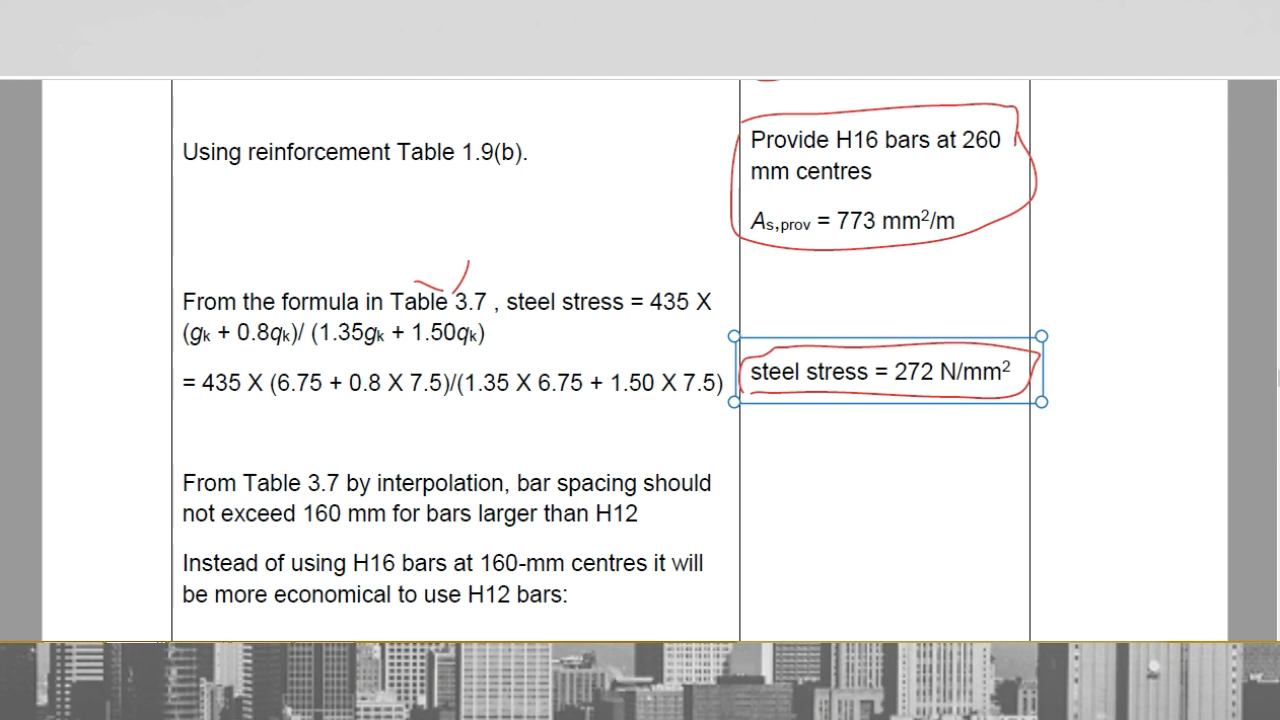 Using reinforcement Table 1.9(b).
Provide H16 bars at 260
mm centres
As,prov = 773 mm²/m
From the formula in Table 3.7 , steel stress = 435 X
(gk + 0.8qk)/ (1.35gk + 1.50qk)
= 435 X (6.75 + 0.8 X 7.5)/(1.35 X 6.75 + 1.50 X 7.5)
steel stress = 272 N/mm²
From Table 3.7 by interpolation, bar spacing should
not exceed 160 mm for bars larger than H12
Instead of using H16 bars at 160-mm centres it will
be more economical to use H12 bars: